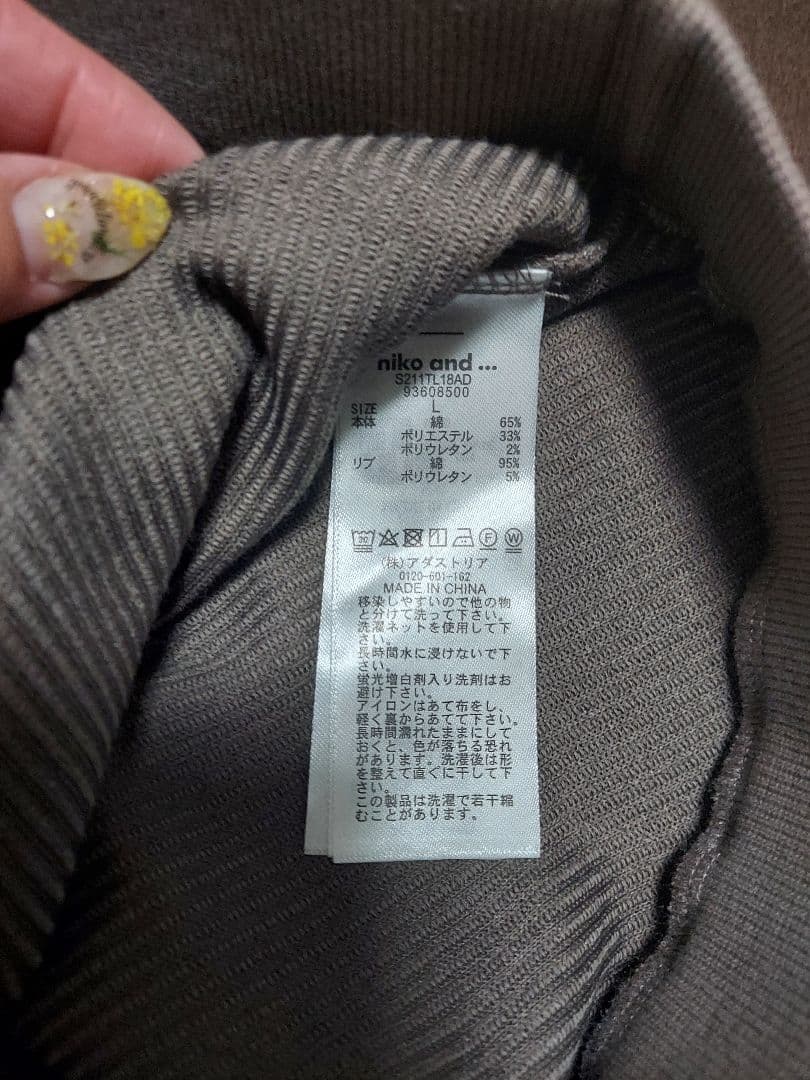 niko and ...
S211TL18AD
93608500
SIZE L
本体 綿 65%
ポリエステル 33%
ポリウレタン 2%
リブ 綿 95%
ポリウレタン 5%
(株)アダストリア
0120-601-162
MADE IN CHINA
移染しやすいので他の物
と分けて洗って下さい。
洗濯ネットを使用して下
さい。
長時間水に浸けないで下
さい。
蛍光増白剤入り洗剤はお
避け下さい。
アイロンはあて布をし、
軽く裏からあてて下さい。
長時間濡れたままにして
おくと、色が落ちる恐れ
があります。洗濯後は形
を整えて直ぐに干して下
さい。
この製品は洗濯で若干縮
むことがあります。